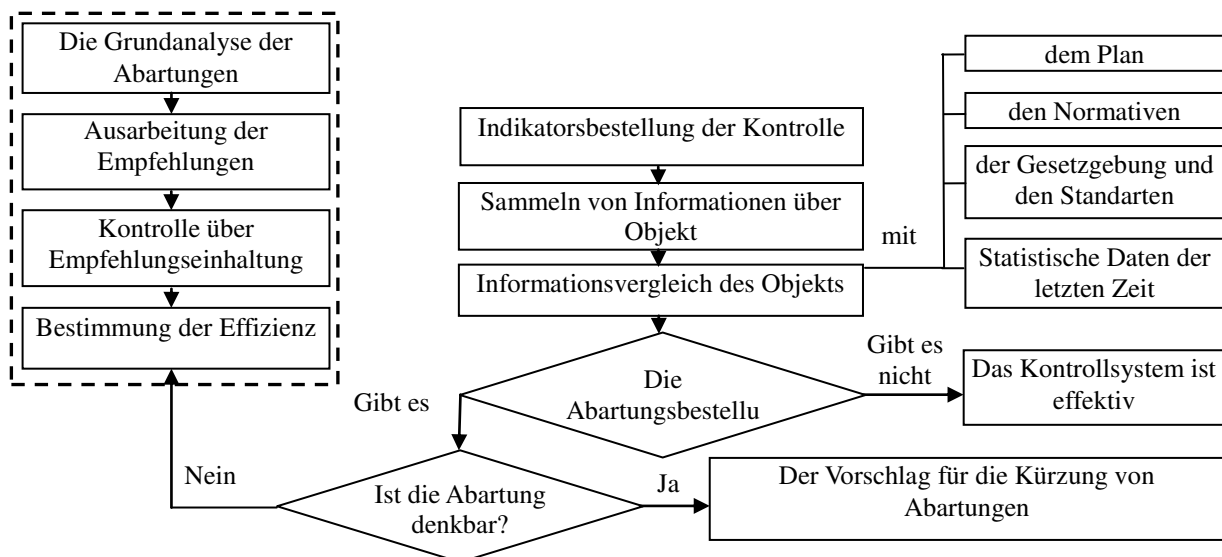 Die Grundanalyse der
Abartungen
Ausarbeitung der
Empfehlungen
Kontrolle über
Empfehlungseinhaltung
Bestimmung der Effizienz
Indikatorsbestellung der Kontrolle
Sammeln von Informationen über
Objekt
Informationsvergleich des Objekts
mit
dem Plan
den Normativen
der Gesetzgebung und
den Standarten
Statistische Daten der
letzten Zeit
Die
Abartungsbestellu
Gibt es
nicht
Das Kontrollsystem ist
effektiv
Gibt es
Ist die Abartung
denkbar?
Nein
Ja
Der Vorschlag für die Kürzung von
Abartungen